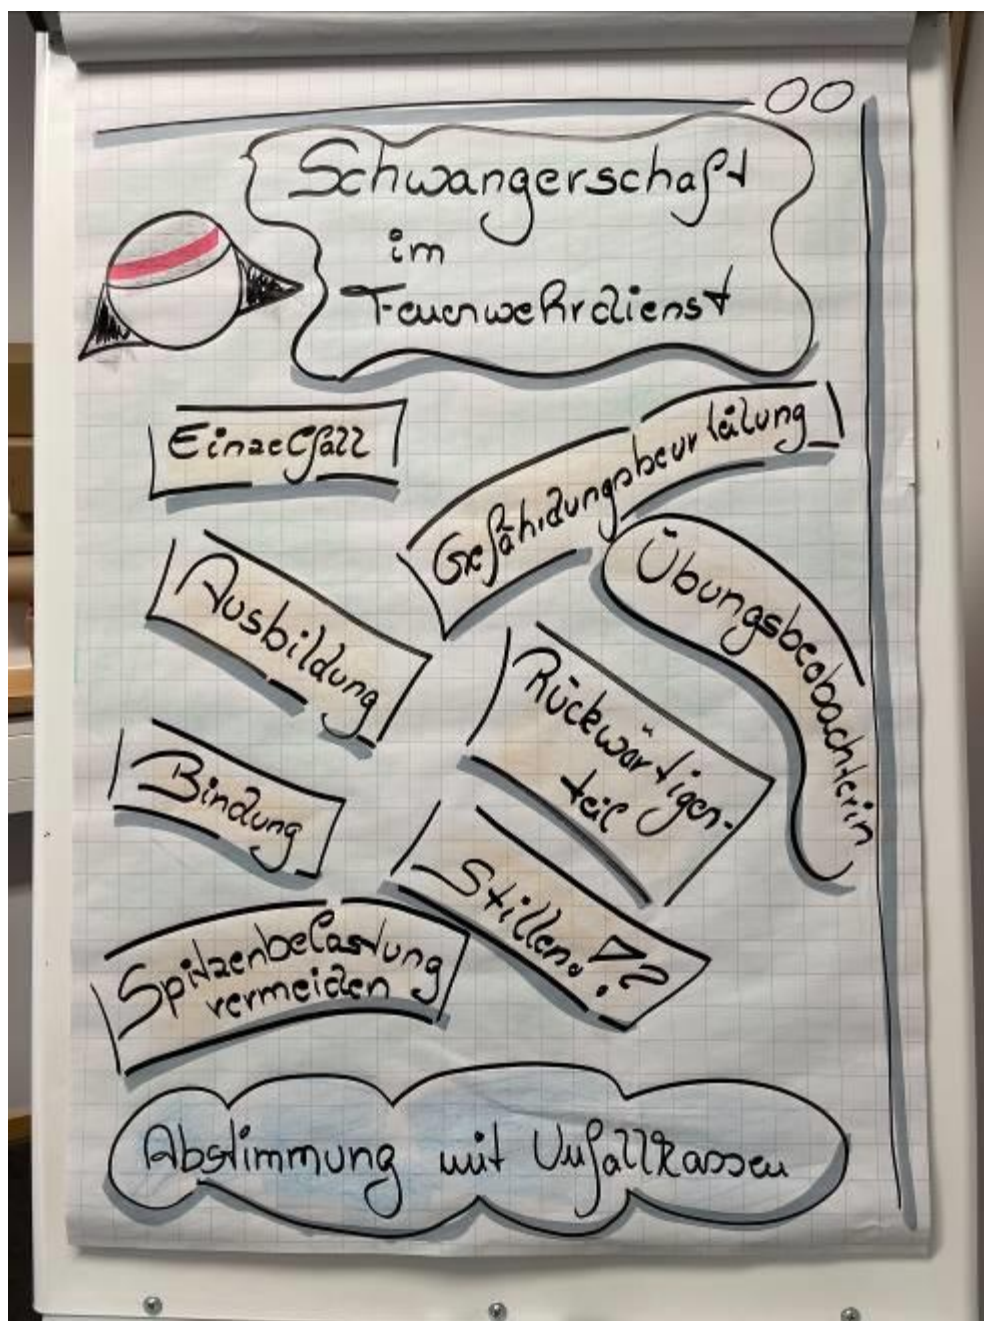 Schwangerschaft
im
Feuerwehrdienst
Einzelfall
Gefährdungsbeurteilung
Übungsbeobachterin
Ausbildung
Rückwärtigen-
teil
Bindung
Stillen!?
Spitzenbelastung
vermeiden
Abstimmung mit Unfallkassen